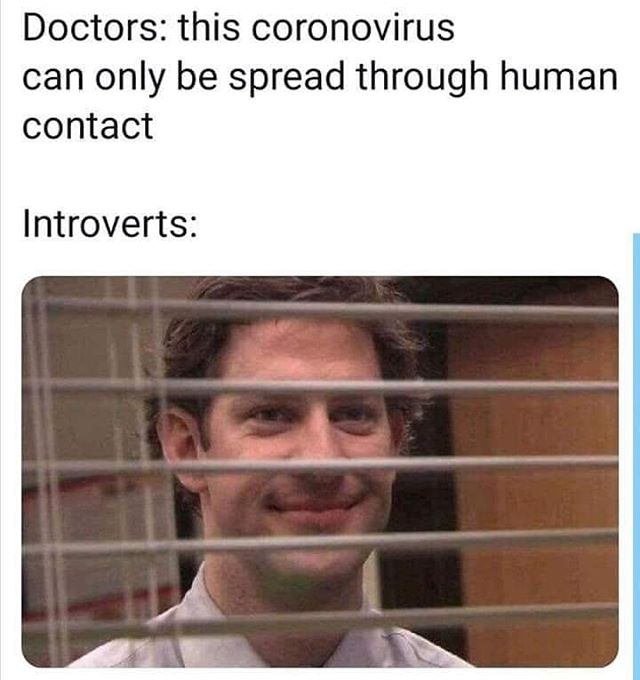 Doctors: this coronovirus
can only be spread through human
contact
Introverts: